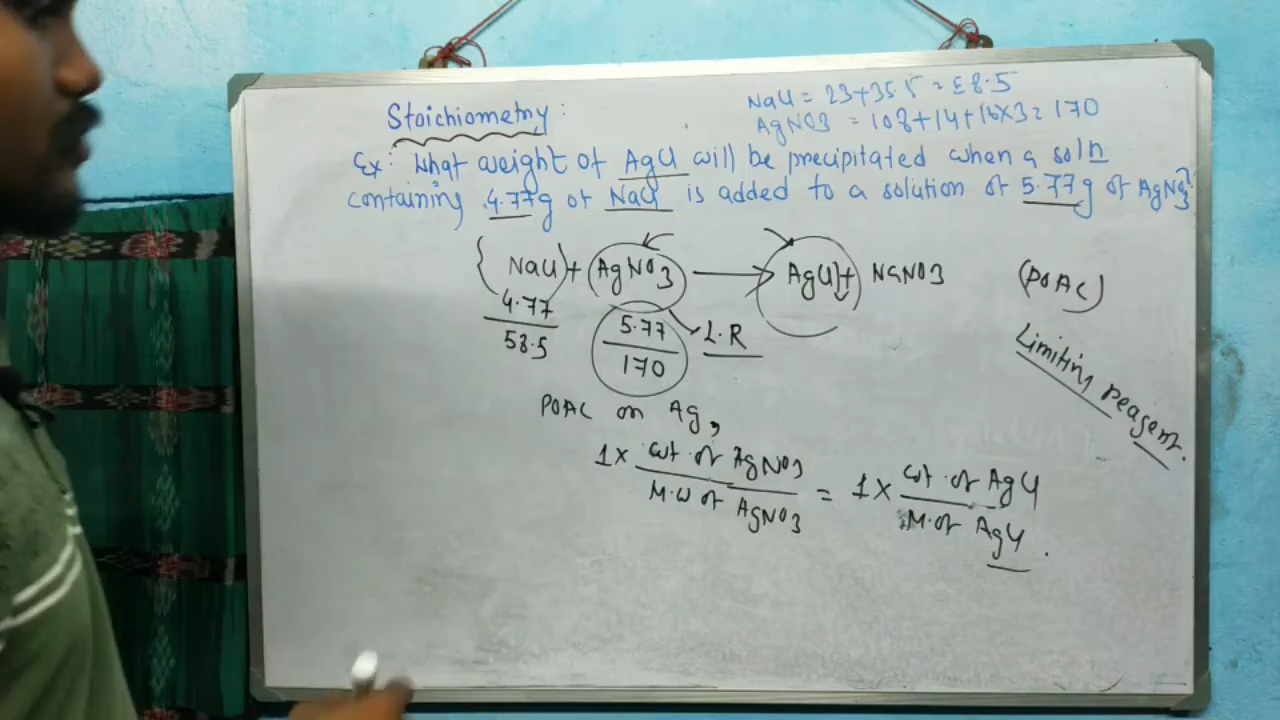 Stoichiometry:
NaCl = 23+35.5 = 58.5
AgNO3 = 108+14+16×3= 170
Ex: What weight of AgCl will be precipitated when a soln
containing 4.77g of NaCl is added to a solution of 5.77g of AgNO3?
NaCl + AgNO3 → AgCl↓ + NaNO3
(POAC)
4.77
58.5
5.77
170
L.R
Limiting reagent.
POAC on Ag,
1× wt. of AgNO3 / M.W of AgNO3 = 1× wt. of AgCl / M. of AgCl.